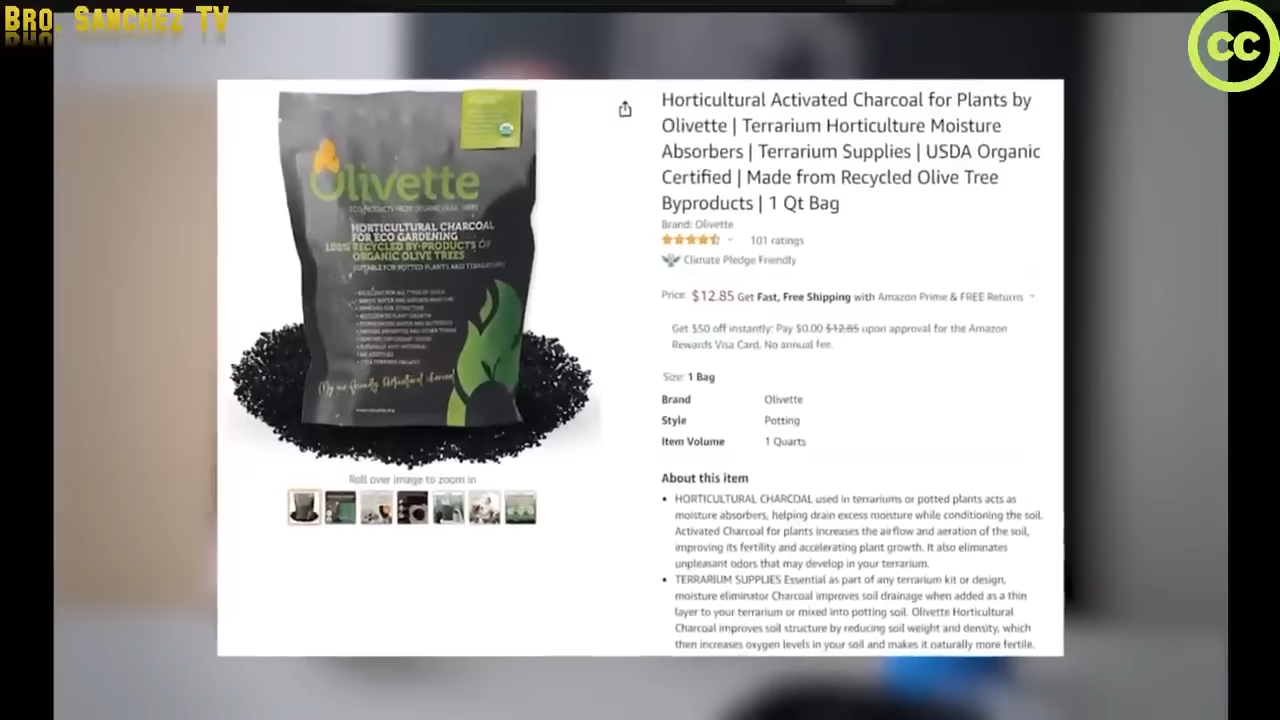 BRO. SANCHEZ TV
CC
Olivette
HORTICULTURAL CHARCOAL
FOR ECO GARDENING
100% RECYCLED BY-PRODUCTS OF
ORGANIC OLIVE TREES
SUITABLE FOR POTTED PLANTS AND TERRARIUMS
Roll over image to zoom in
Horticultural Activated Charcoal for Plants by
Olivette | Terrarium Horticulture Moisture
Absorbers | Terrarium Supplies | USDA Organic
Certified | Made from Recycled Olive Tree
Byproducts | 1 Qt Bag
Brand: Olivette
101 ratings
Climate Pledge Friendly
Price: $12.85 Get Fast, Free Shipping with Amazon Prime & FREE Returns
Get $50 off instantly: Pay $0.00 $12.85 upon approval for the Amazon
Rewards Visa Card. No annual fee.
Size: 1 Bag
Brand Olivette
Style Potting
Item Volume 1 Quarts
About this item
• HORTICULTURAL CHARCOAL used in terrariums or potted plants acts as
moisture absorbers, helping drain excess moisture while conditioning the soil.
Activated Charcoal for plants increases the airflow and aeration of the soil,
improving its fertility and accelerating plant growth. It also eliminates
unpleasant odors that may develop in your terrarium.
• TERRARIUM SUPPLIES Essential as part of any terrarium kit or design,
moisture eliminator Charcoal improves soil drainage when added as a thin
layer to your terrarium or mixed into potting soil. Olivette Horticultural
Charcoal improves soil structure by reducing soil weight and density, which
then increases oxygen levels in your soil and makes it naturally more fertile.